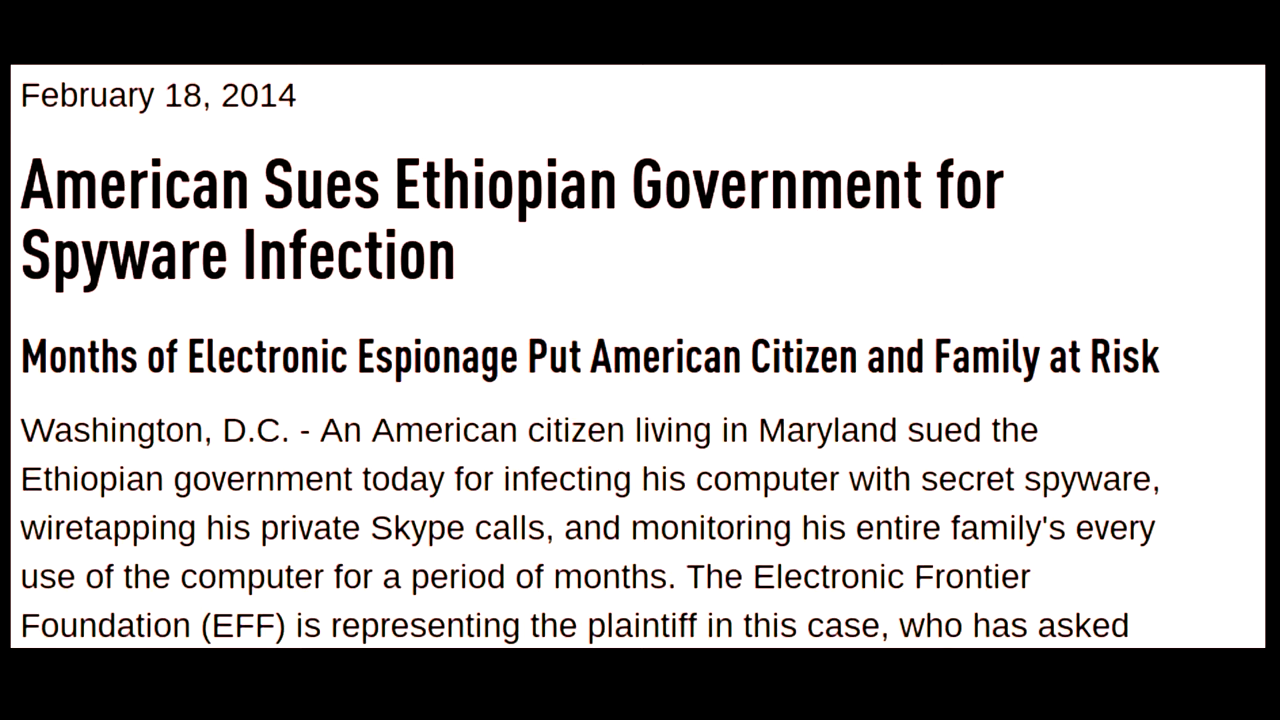 February 18, 2014
American Sues Ethiopian Government for
Spyware Infection
Months of Electronic Espionage Put American Citizen and Family at Risk
Washington, D.C. - An American citizen living in Maryland sued the
Ethiopian government today for infecting his computer with secret spyware,
wiretapping his private Skype calls, and monitoring his entire family's every
use of the computer for a period of months. The Electronic Frontier
Foundation (EFF) is representing the plaintiff in this case, who has asked